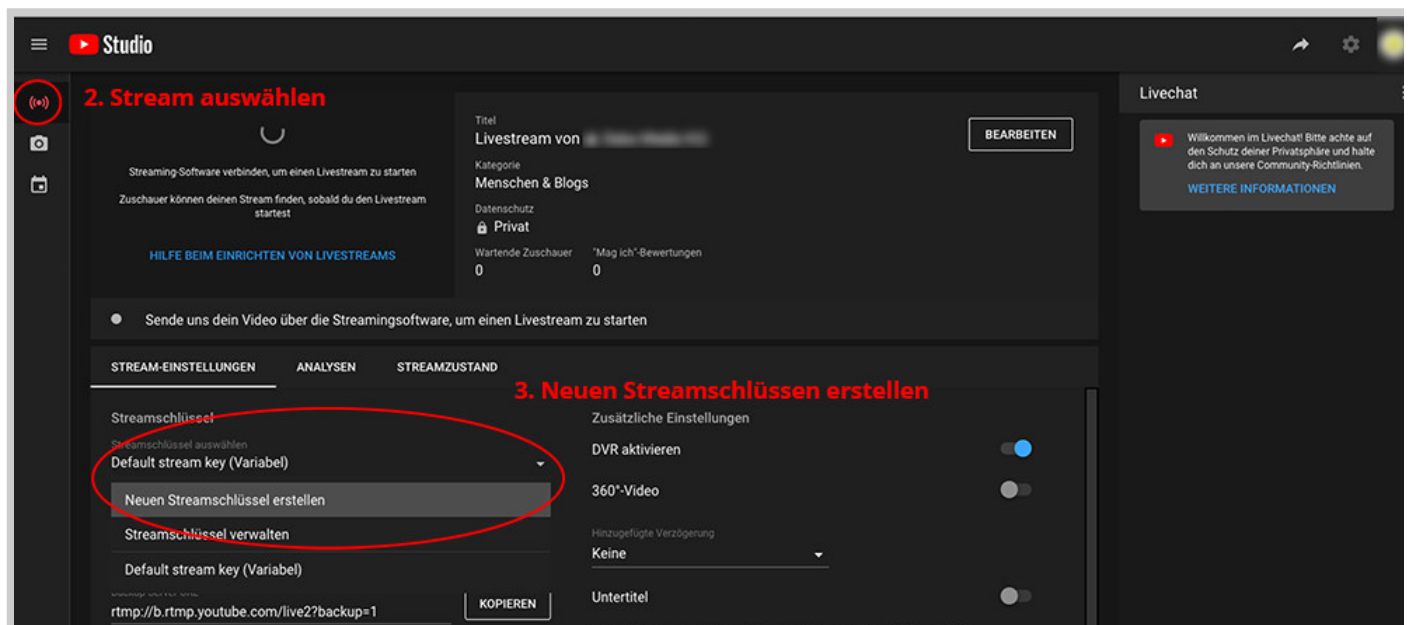 Studio
2. Stream auswählen
Streaming-Software verbinden, um einen Livestream zu starten
Zuschauer können deinen Stream finden, sobald du den Livestream
startest
HILFE BEIM EINRICHTEN VON LIVESTREAMS
Titel
Livestream von
BEARBEITEN
Kategorie
Menschen & Blogs
Datenschutz
Privat
Wartende Zuschauer "Mag ich"-Bewertungen
0 0
Livechat
Willkommen im Livechat! Bitte achte auf
den Schutz deiner Privatsphäre und halte
dich an unsere Community-Richtlinien.
WEITERE INFORMATIONEN
Sende uns dein Video über die Streamingsoftware, um einen Livestream zu starten
STREAM-EINSTELLUNGEN ANALYSEN STREAMZUSTAND
3. Neuen Streamschlüssen erstellen
Streamschlüssel
Streamschlüssel auswählen
Default stream key (Variabel)
Neuen Streamschlüssel erstellen
Streamschlüssel verwalten
Default stream key (Variabel)
rtmp://b.rtmp.youtube.com/live2?backup=1
KOPIEREN
Zusätzliche Einstellungen
DVR aktivieren
360°-Video
Hinzugefügte Verzögerung
Keine
Untertitel